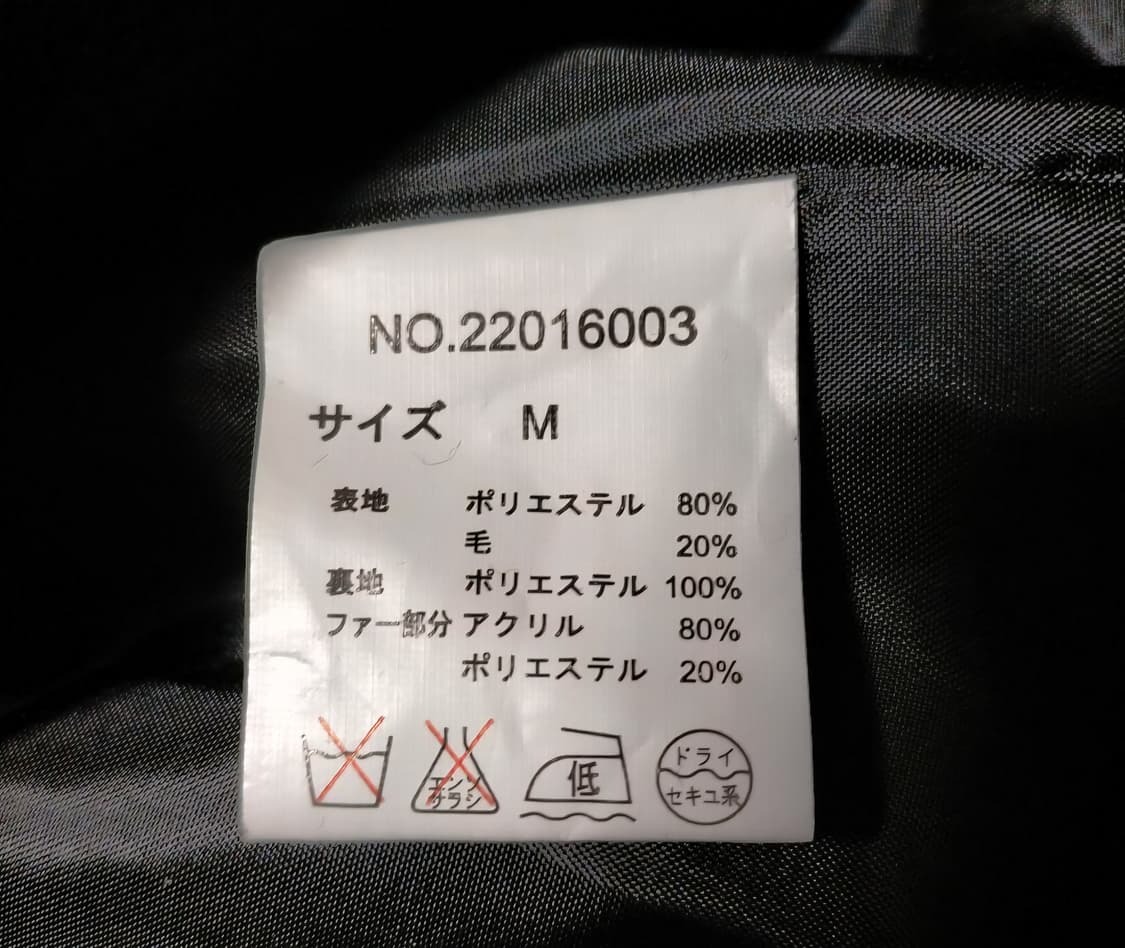 NO.22016003
サイズ M
表地 ポリエステル 80%
毛 20%
裏地 ポリエステル 100%
ファー部分 アクリル 80%
ポリエステル 20%
エンソ
サラシ
低
ドライ
セキユ系